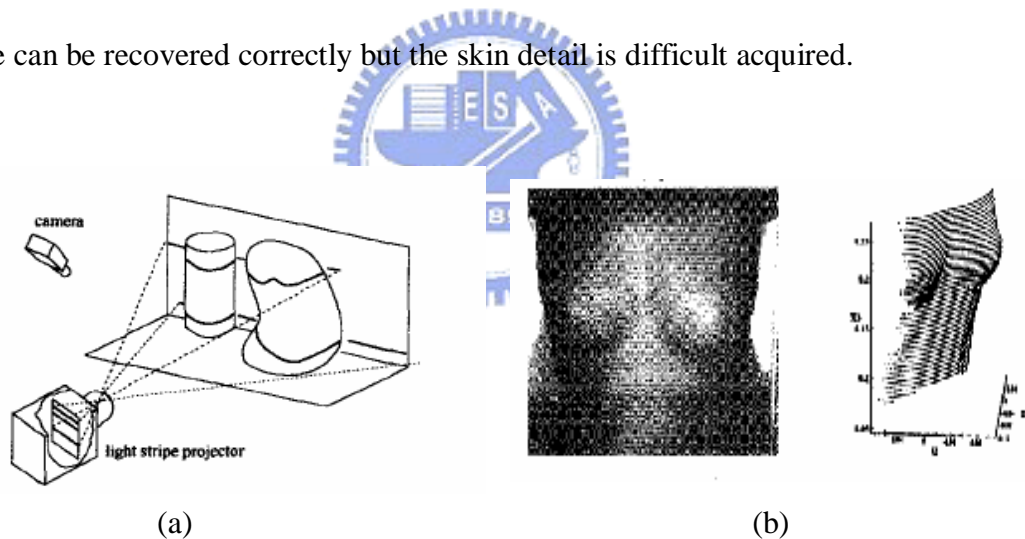 e can be recovered correctly but the skin detail is difficult acquired.
E S A
camera
light stripe projector
(a)
(b)